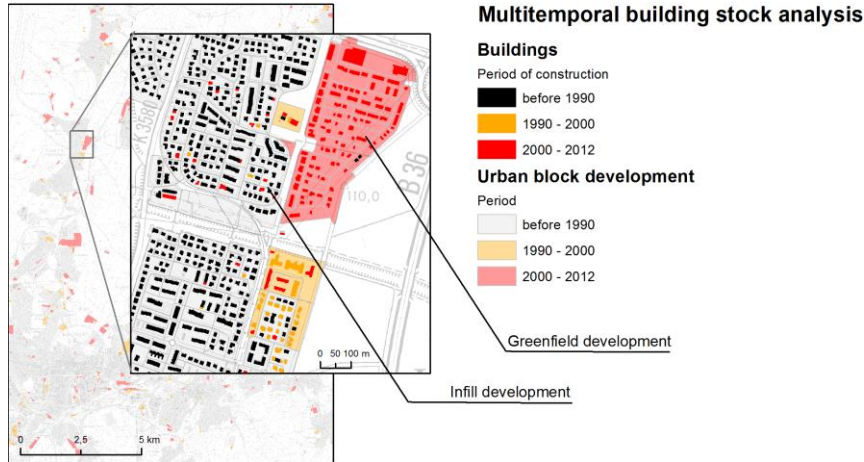 Multitemporal building stock analysis
Buildings
Period of construction
before 1990
1990 - 2000
2000 - 2012
Urban block development
Period
before 1990
1990 - 2000
2000 - 2012
K 3580
110,0
B 36
Greenfield development
0 50 100 m
Infill development
0 2,5 5 km